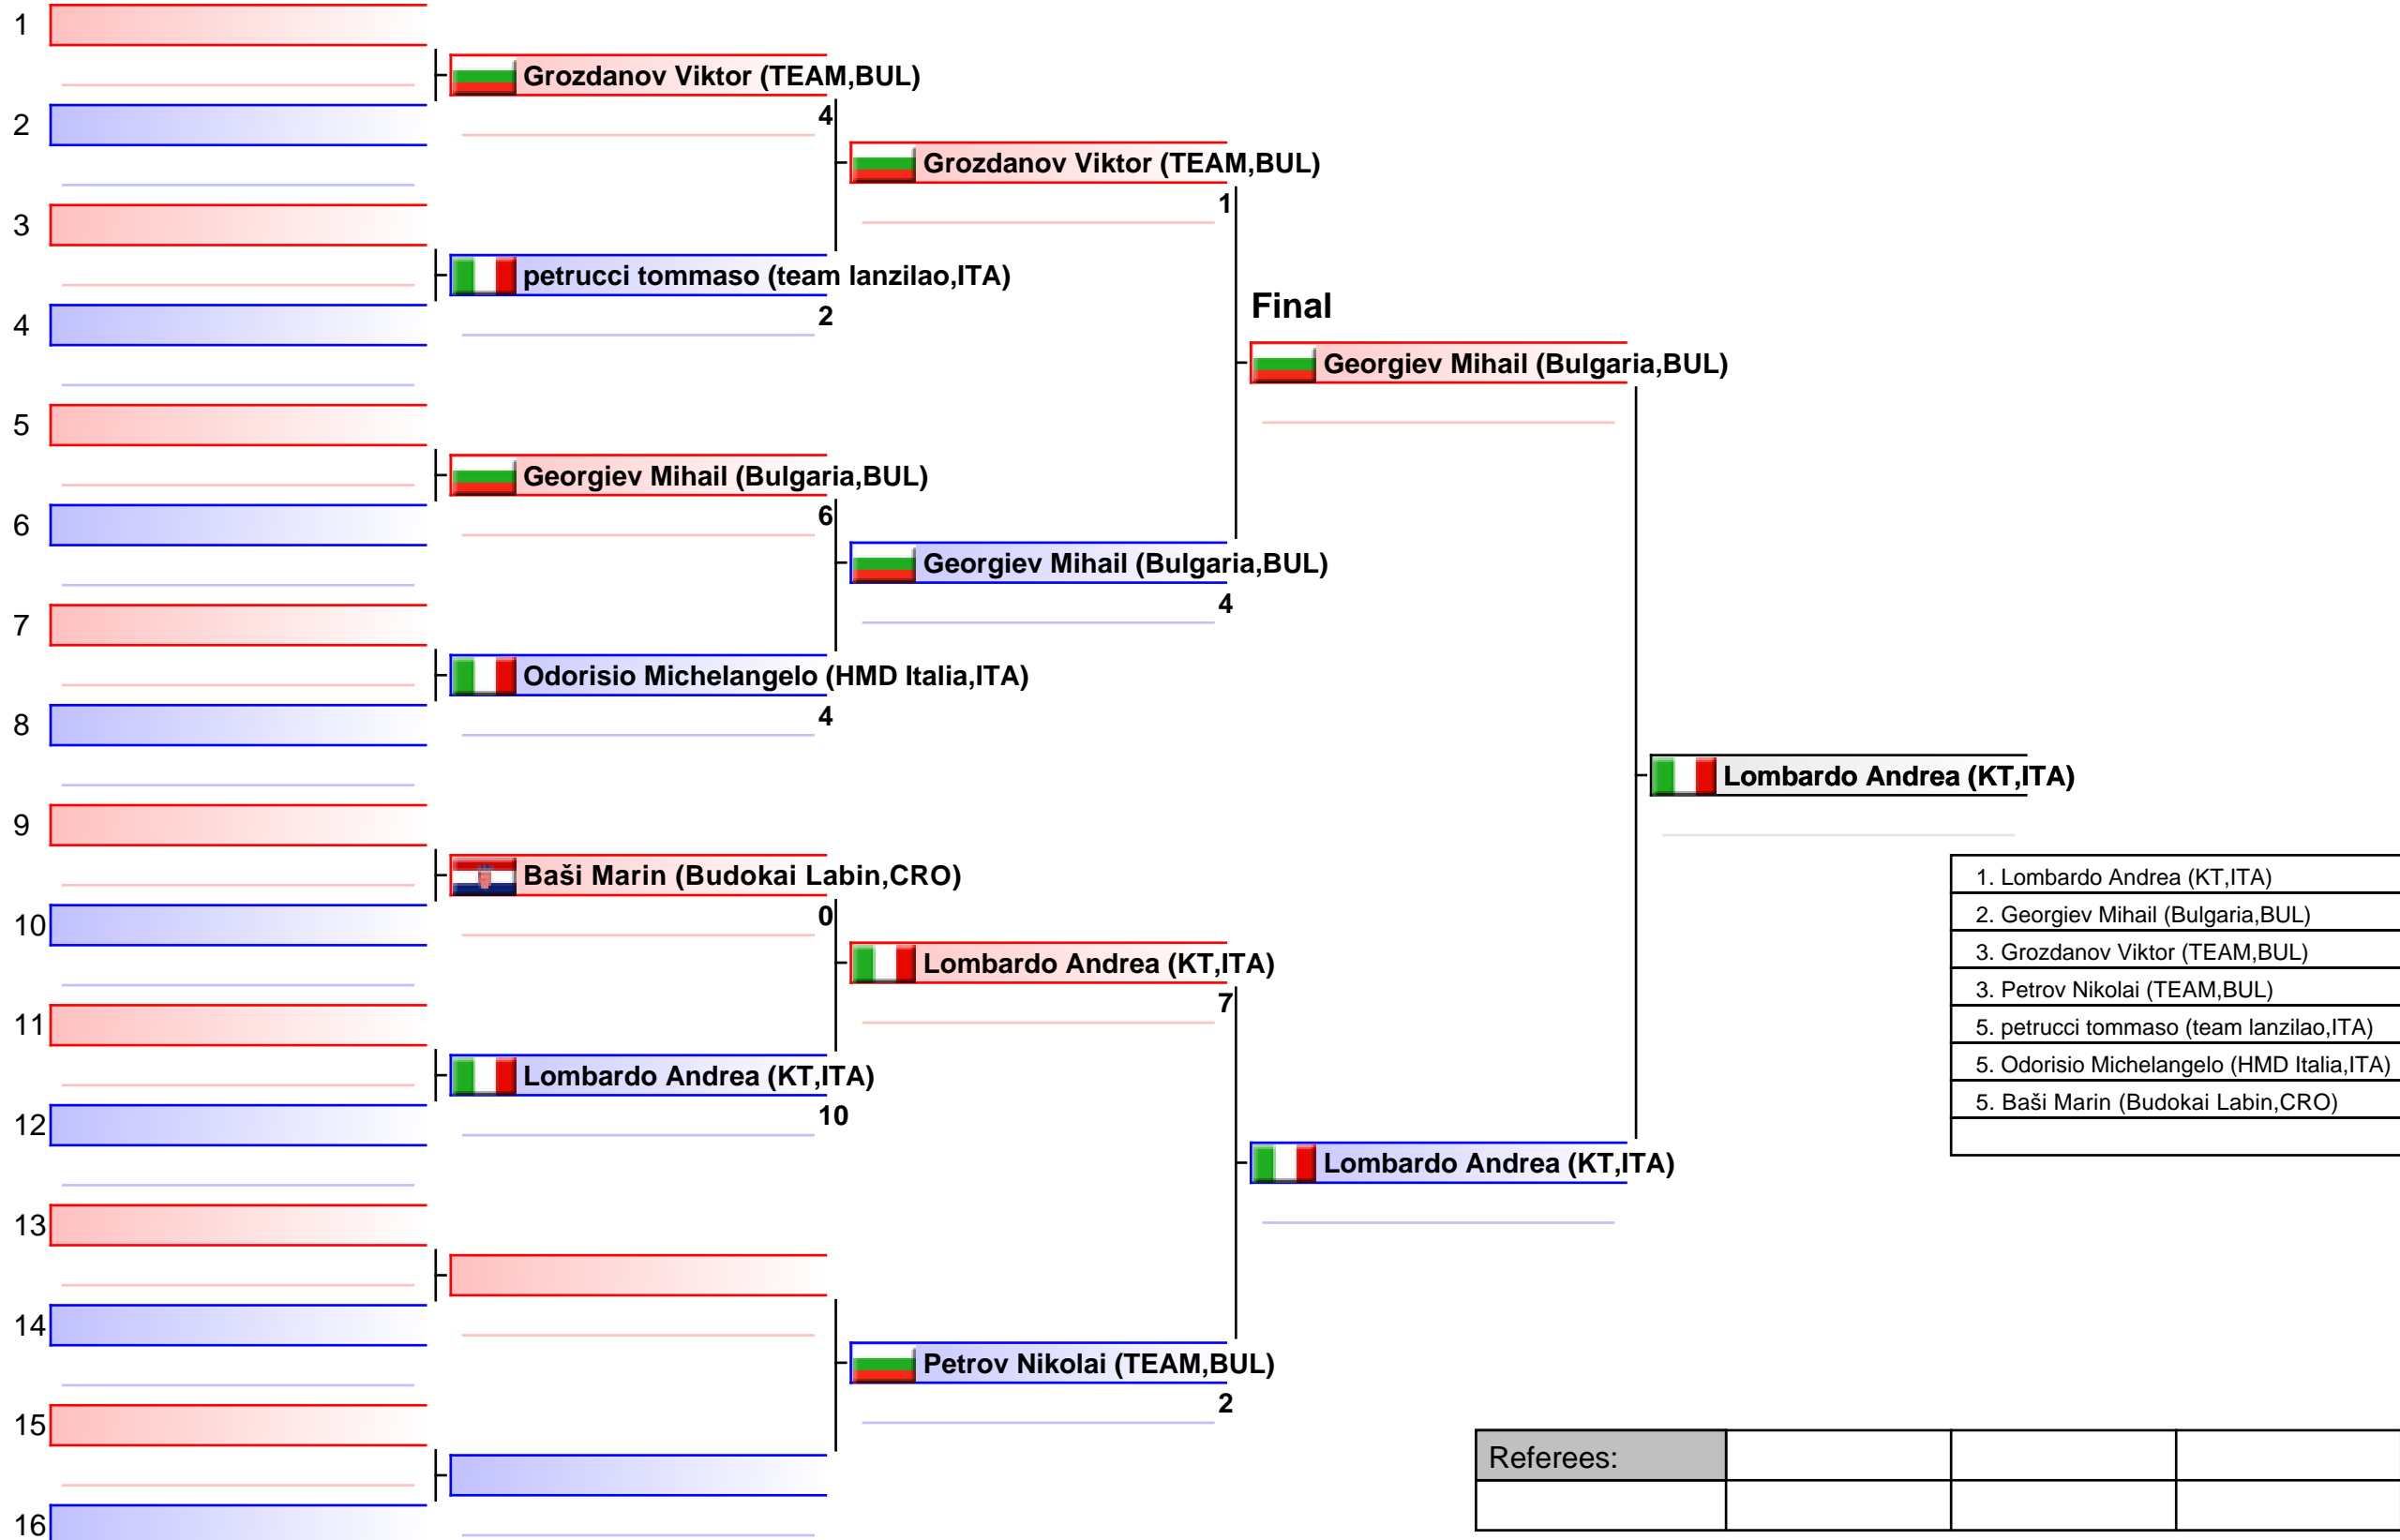 1
Grozdanov Viktor (TEAM,BUL)
4
2
Grozdanov Viktor (TEAM,BUL)
1
3
petrucci tommaso (team lanzilao,ITA)
2
4
Final
Georgiev Mihail (Bulgaria,BUL)
5
Georgiev Mihail (Bulgaria,BUL)
6
6
Georgiev Mihail (Bulgaria,BUL)
4
7
Odorisio Michelangelo (HMD Italia,ITA)
4
8
Lombardo Andrea (KT,ITA)
9
Baši Marin (Budokai Labin,CRO)
0
10
Lombardo Andrea (KT,ITA)
7
11
Lombardo Andrea (KT,ITA)
10
12
Lombardo Andrea (KT,ITA)
13
14
Petrov Nikolai (TEAM,BUL)
2
15
16
1. Lombardo Andrea (KT,ITA)
2. Georgiev Mihail (Bulgaria,BUL)
3. Grozdanov Viktor (TEAM,BUL)
3. Petrov Nikolai (TEAM,BUL)
5. petrucci tommaso (team lanzilao,ITA)
5. Odorisio Michelangelo (HMD Italia,ITA)
5. Baši Marin (Budokai Labin,CRO)
Referees: